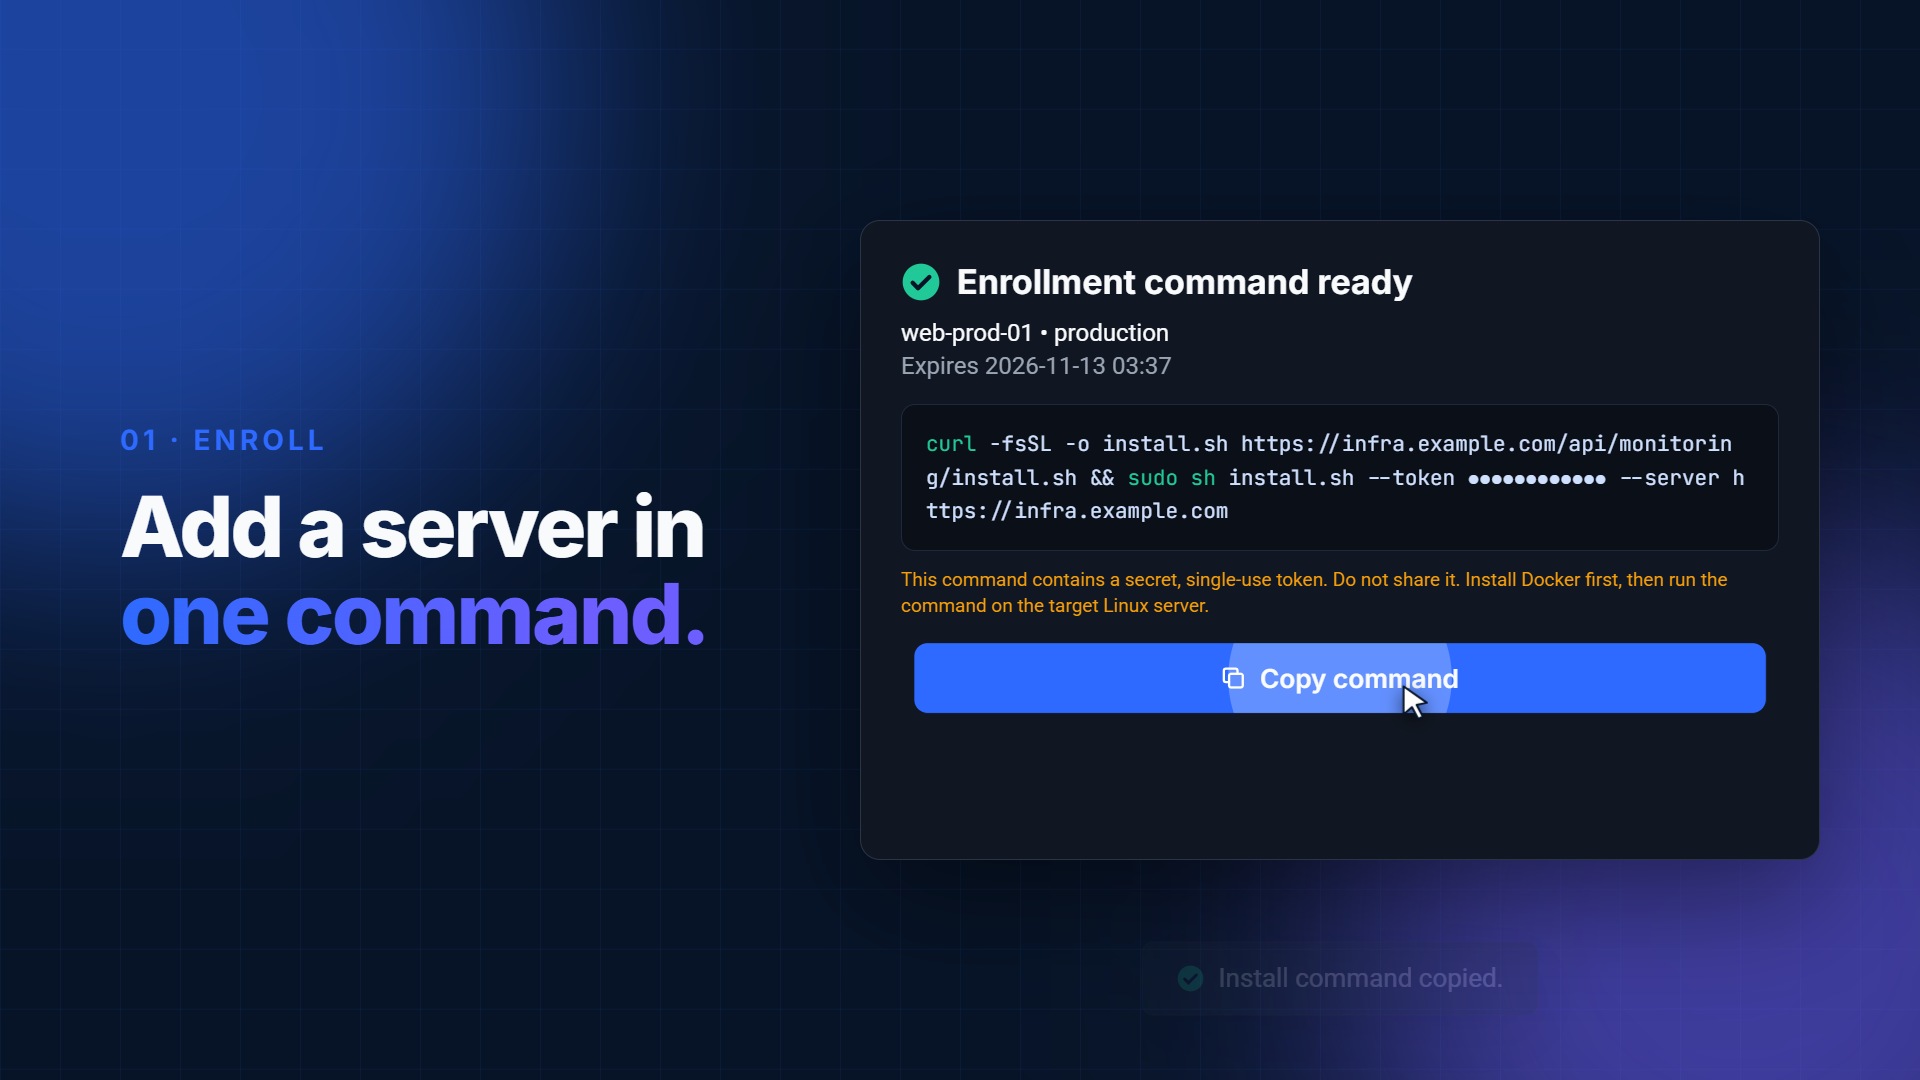 01 · ENROLL
Add a server in
one command.
Enrollment command ready
web-prod-01 • production
Expires 2026-11-13 03:37
curl -fsSL -o install.sh https://infra.example.com/api/monitorin
g/install.sh && sudo sh install.sh --token ●●●●●●●●●●●● --server h
ttps://infra.example.com
This command contains a secret, single-use token. Do not share it. Install Docker first, then run the
command on the target Linux server.
Copy command
Install command copied.